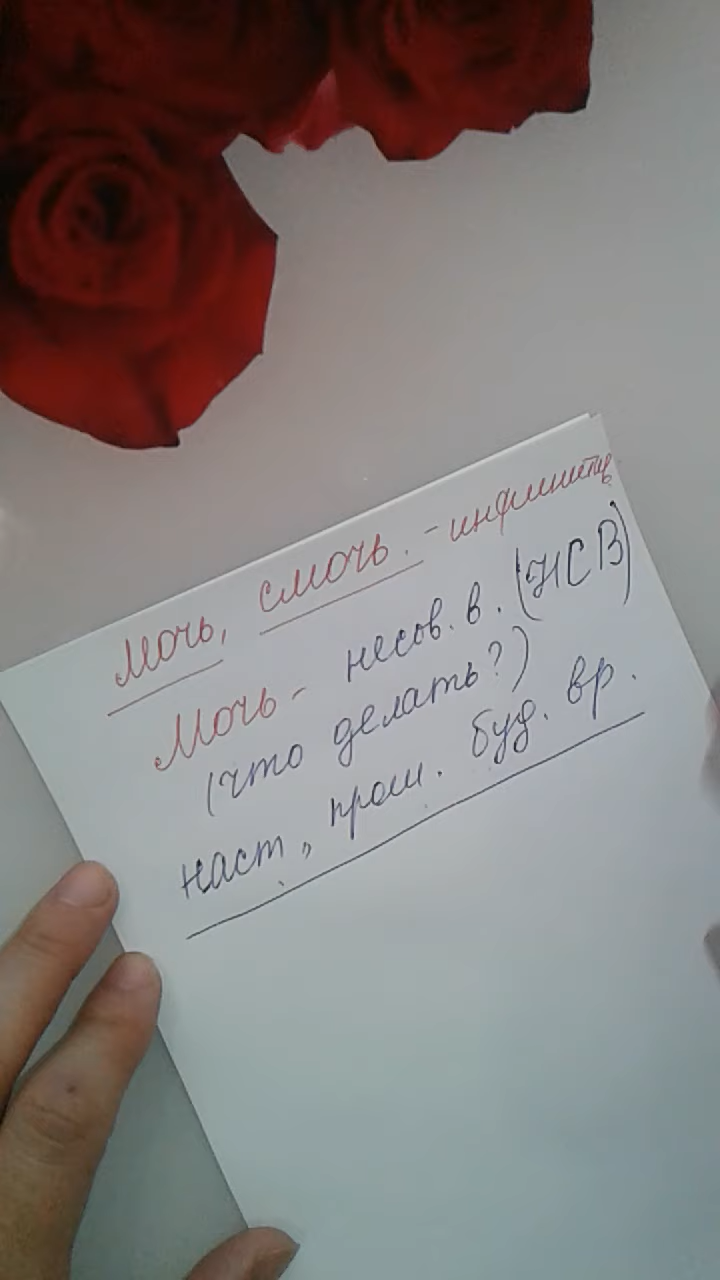 мочь, смочь. - инфинитив
Мочь - несов. в. (НСВ)
(что делать?)
наст., прош. буд. вр.